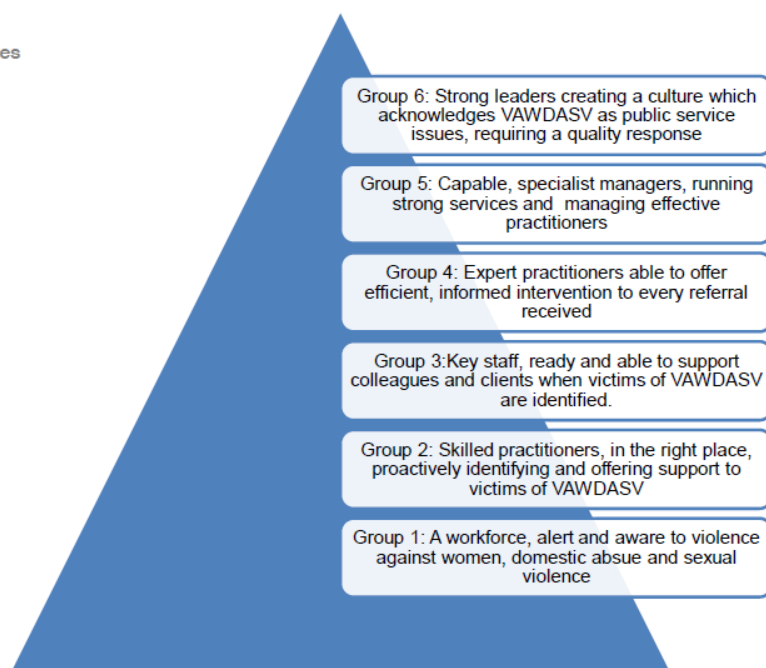 es
Group 6: Strong leaders creating a culture which
acknowledges VAWDASV as public service
issues, requiring a quality response
Group 5: Capable, specialist managers, running
strong services and managing effective
practitioners
Group 4: Expert practitioners able to offer
efficient, informed intervention to every referral
received
Group 3:Key staff, ready and able to support
colleagues and clients when victims of VAWDASV
are identified.
Group 2: Skilled practitioners, in the right place,
proactively identifying and offering support to
victims of VAWDASV
Group 1: A workforce, alert and aware to violence
against women, domestic absue and sexual
violence